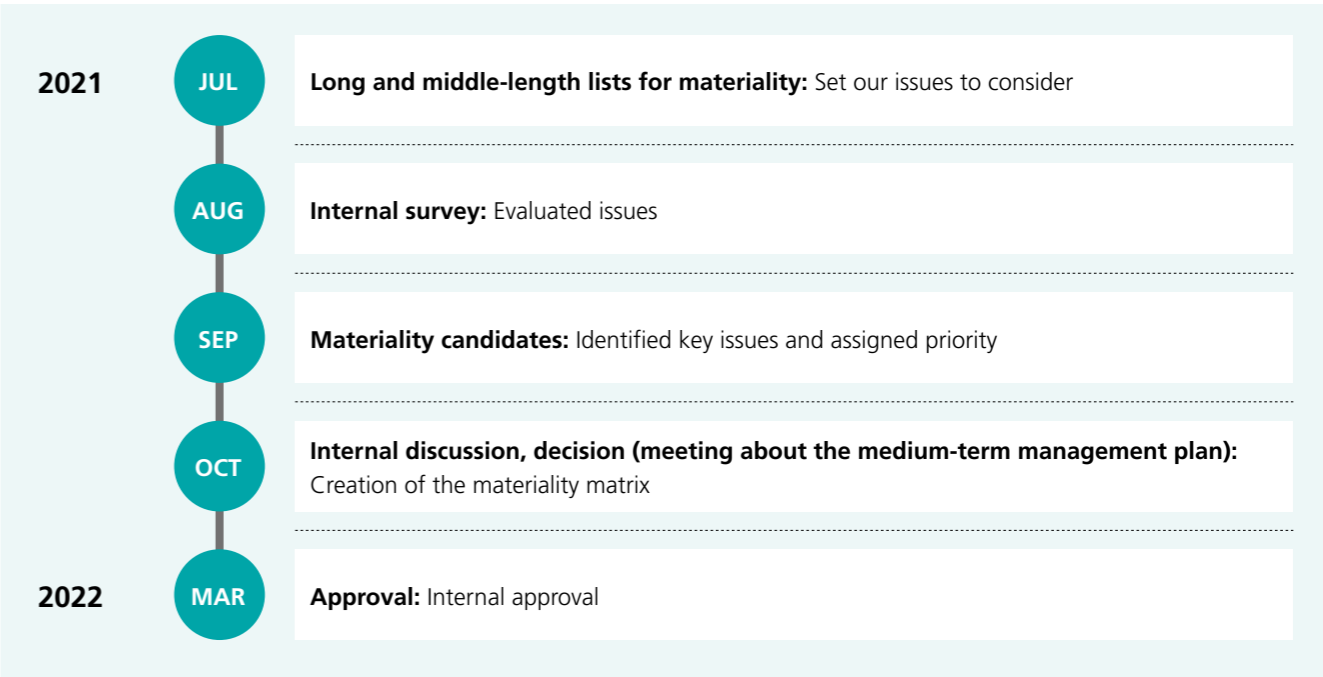 2021
JUL
Long and middle-length lists for materiality: Set our issues to consider
AUG
Internal survey: Evaluated issues
SEP
Materiality candidates: Identified key issues and assigned priority
OCT
Internal discussion, decision (meeting about the medium-term management plan):
Creation of the materiality matrix
2022
MAR
Approval: Internal approval